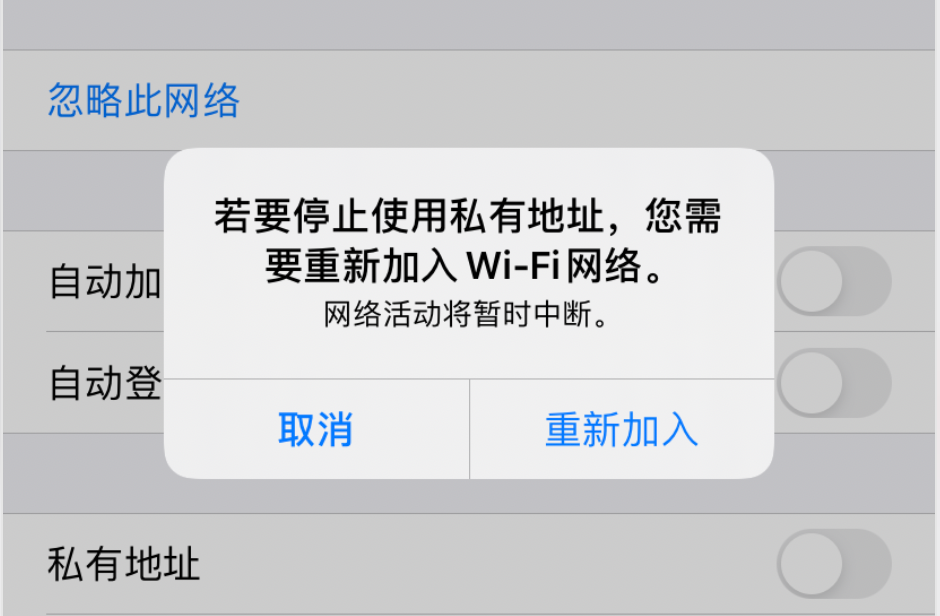 忽略此网络
若要停止使用私有地址，您需
要重新加入 Wi-Fi 网络。
网络活动将暂时中断。
自动加
自动登
取消
重新加入
私有地址